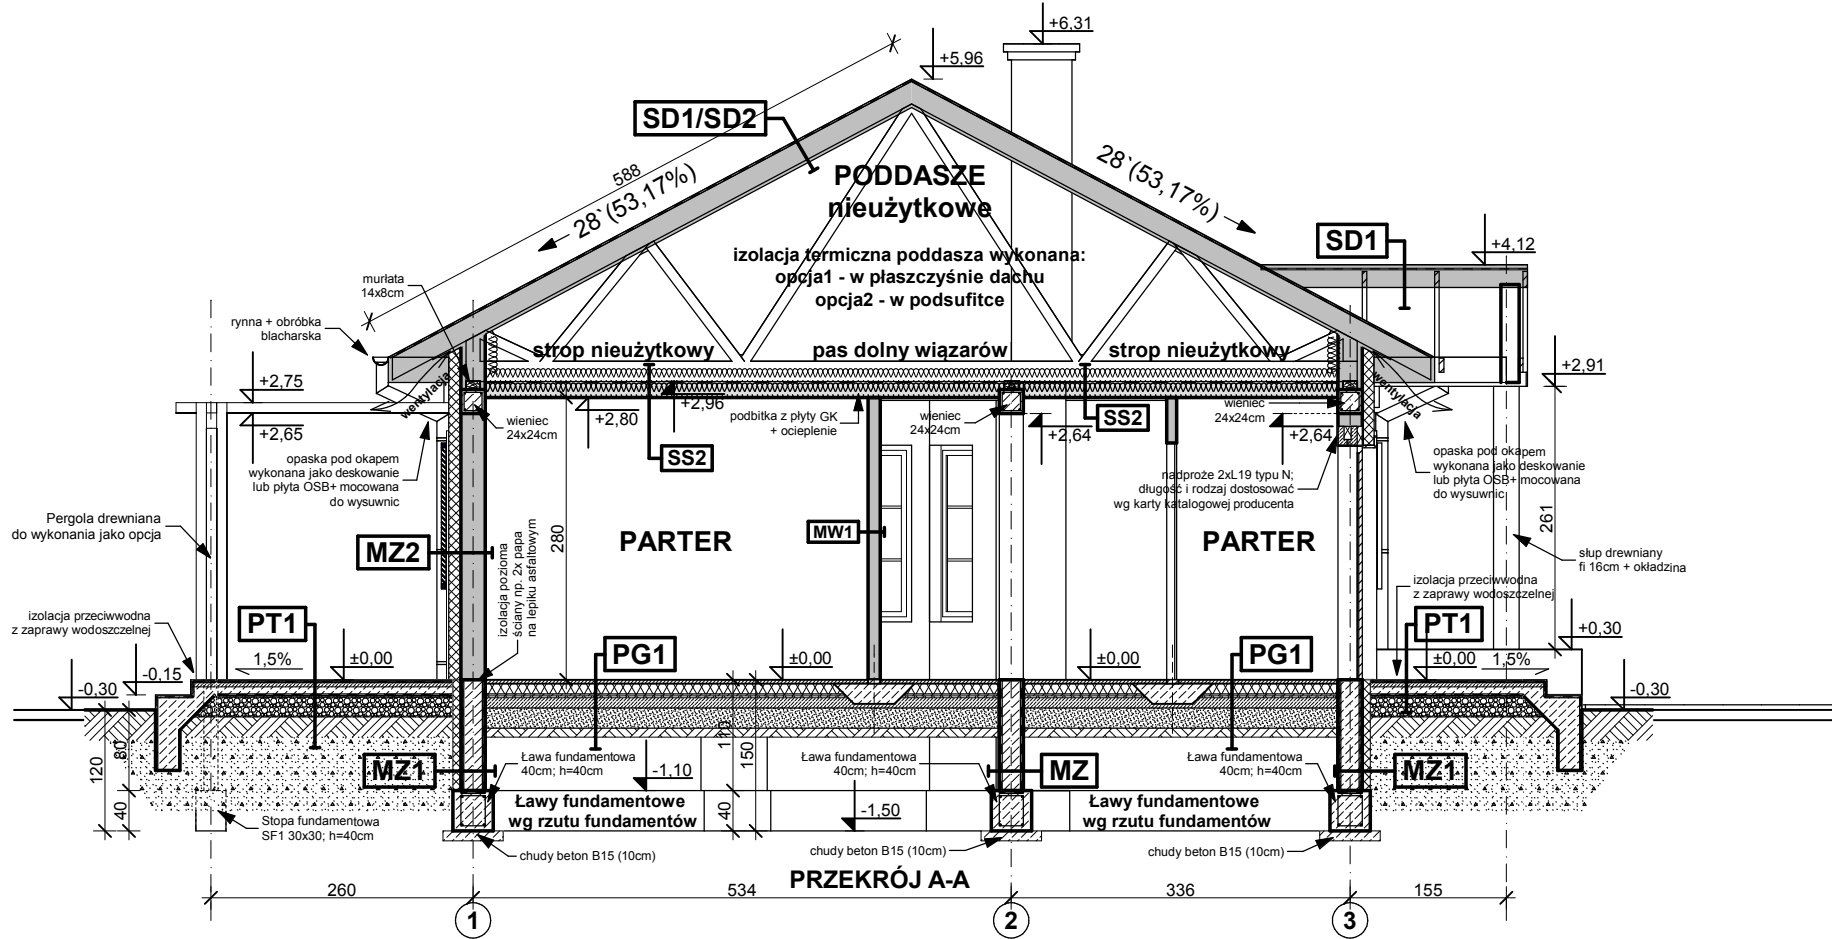 +6,31
+5,96
SD1/SD2
588
28`(53,17%)
28`(53,17%)
PODDASZE
nieużytkowe
izolacja termiczna poddasza wykonana:
opcja1 - w płaszczyśnie dachu
opcja2 - w podsufitce
SD1
+4,12
murłata
14x8cm
rynna + obróbka
blacharska
strop nieużytkowy
pas dolny wiązarów
strop nieużytkowy
wentylacja
wentylacja
+2,75
+2,65
+2,91
+2,80
+2,96
+2,64
+2,64
wieniec
24x24cm
podbitka z płyty GK
+ ocieplenie
wieniec
24x24cm
wieniec
24x24cm
SS2
SS2
opaska pod okapem
wykonana jako deskowanie
lub płyta OSB+ mocowana
do wysuwnic
nadproże 2xL19 typu N;
długość i rodzaj dostosować
wg karty katalogowej producenta
opaska pod okapem
wykonana jako deskowanie
lub płyta OSB+ mocowana
do wysuwnic
Pergola drewniana
do wykonania jako opcja
MZ2
izolacja pozioma
ściany np. 2x papa
na lepiku asfaltowym
280
PARTER
MW1
PARTER
261
słup drewniany
fi 16cm + okładzina
izolacja przeciwwodna
z zaprawy wodoszczelnej
izolacja przeciwwodna
z zaprawy wodoszczelnej
PT1
PG1
PG1
PT1
+0,30
1,5%
±0,00
±0,00
±0,00
±0,00
1,5%
-0,15
-0,30
-0,30
120
80
40
110
40
150
MZ1
Ława fundamentowa
40cm; h=40cm
-1,10
Ława fundamentowa
40cm; h=40cm
MZ
Ława fundamentowa
40cm; h=40cm
MZ1
Ławy fundamentowe
wg rzutu fundamentów
-1,50
Ławy fundamentowe
wg rzutu fundamentów
Stopa fundamentowa
SF1 30x30; h=40cm
chudy beton B15 (10cm)
chudy beton B15 (10cm)
chudy beton B15 (10cm)
PRZEKRÓJ A-A
260
534
336
155
1
2
3